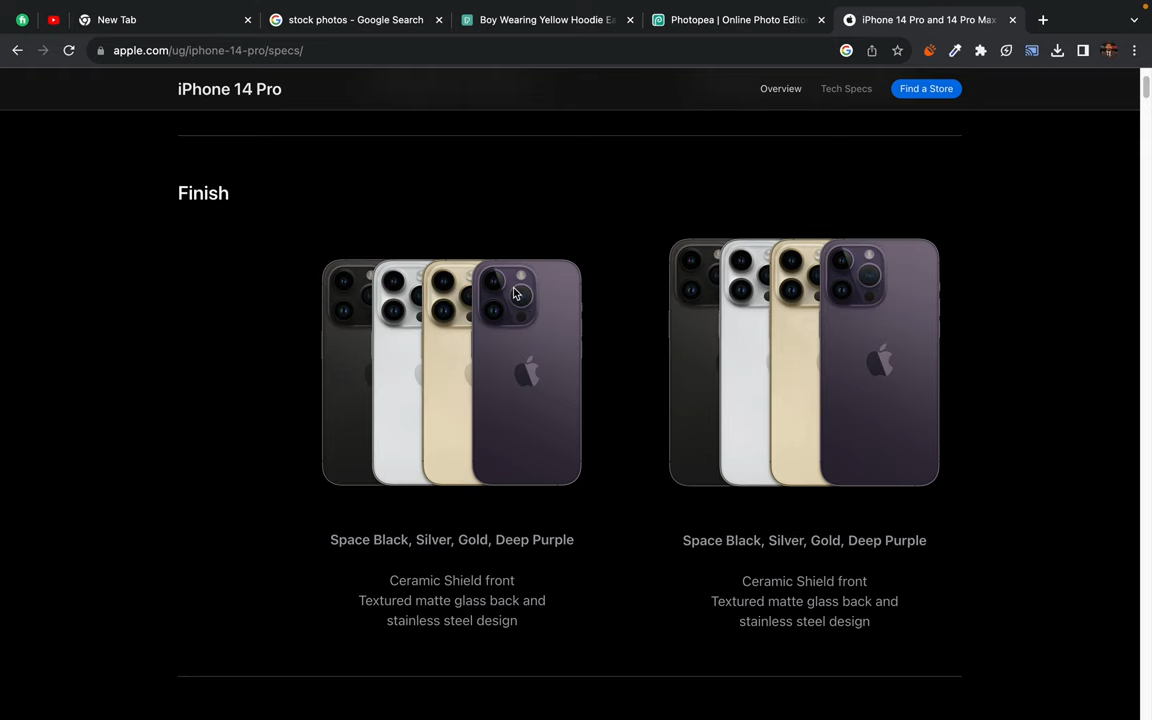 New Tab
stock photos - Google Search
Boy Wearing Yellow Hoodie Ea
Photopea | Online Photo Editor
iPhone 14 Pro and 14 Pro Max
apple.com/ug/iphone-14-pro/specs/
iPhone 14 Pro
Overview
Tech Specs
Find a Store
Finish
Space Black, Silver, Gold, Deep Purple
Ceramic Shield front
Textured matte glass back and
stainless steel design
Space Black, Silver, Gold, Deep Purple
Ceramic Shield front
Textured matte glass back and
stainless steel design